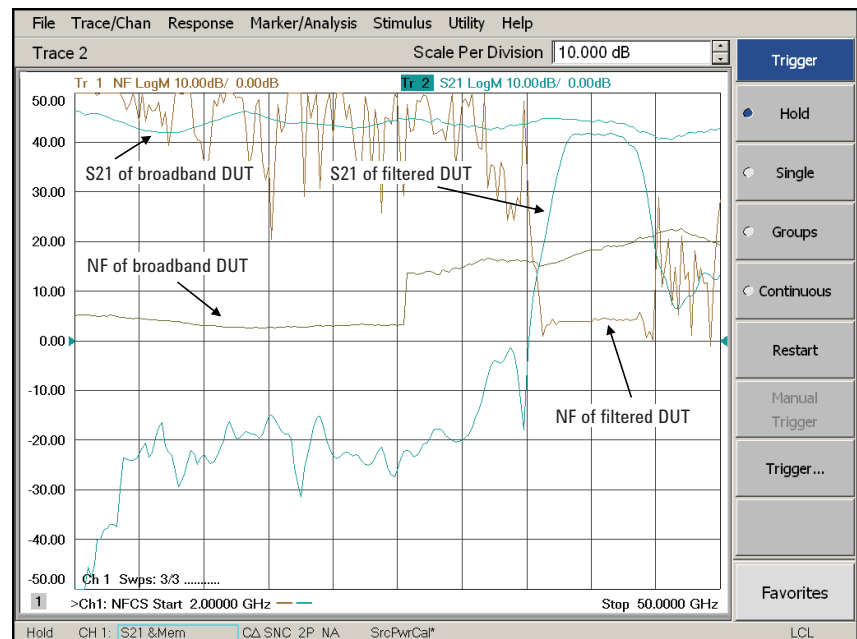 File Trace/Chan Response Marker/Analysis Stimulus Utility Help
Trace 2
Scale Per Division 10.000 dB
Tr 1 NF LogM 10.00dB/ 0.00dB
Tr 2 S21 LogM 10.00dB/ 0.00dB
50.00
40.00
30.00
20.00
10.00
0.00
-10.00
-20.00
-30.00
-40.00
-50.00
S21 of broadband DUT
S21 of filtered DUT
NF of broadband DUT
NF of filtered DUT
Ch 1 Swps: 3/3 ...........
1 >Ch1: NFCS Start 2.00000 GHz
Stop 50.0000 GHz
Trigger
Hold
Single
Groups
Continuous
Restart
Manual
Trigger
Trigger...
Favorites
Hold CH 1: S21 &Mem CΔ SNC 2P NA SrcPwrCal* LCL